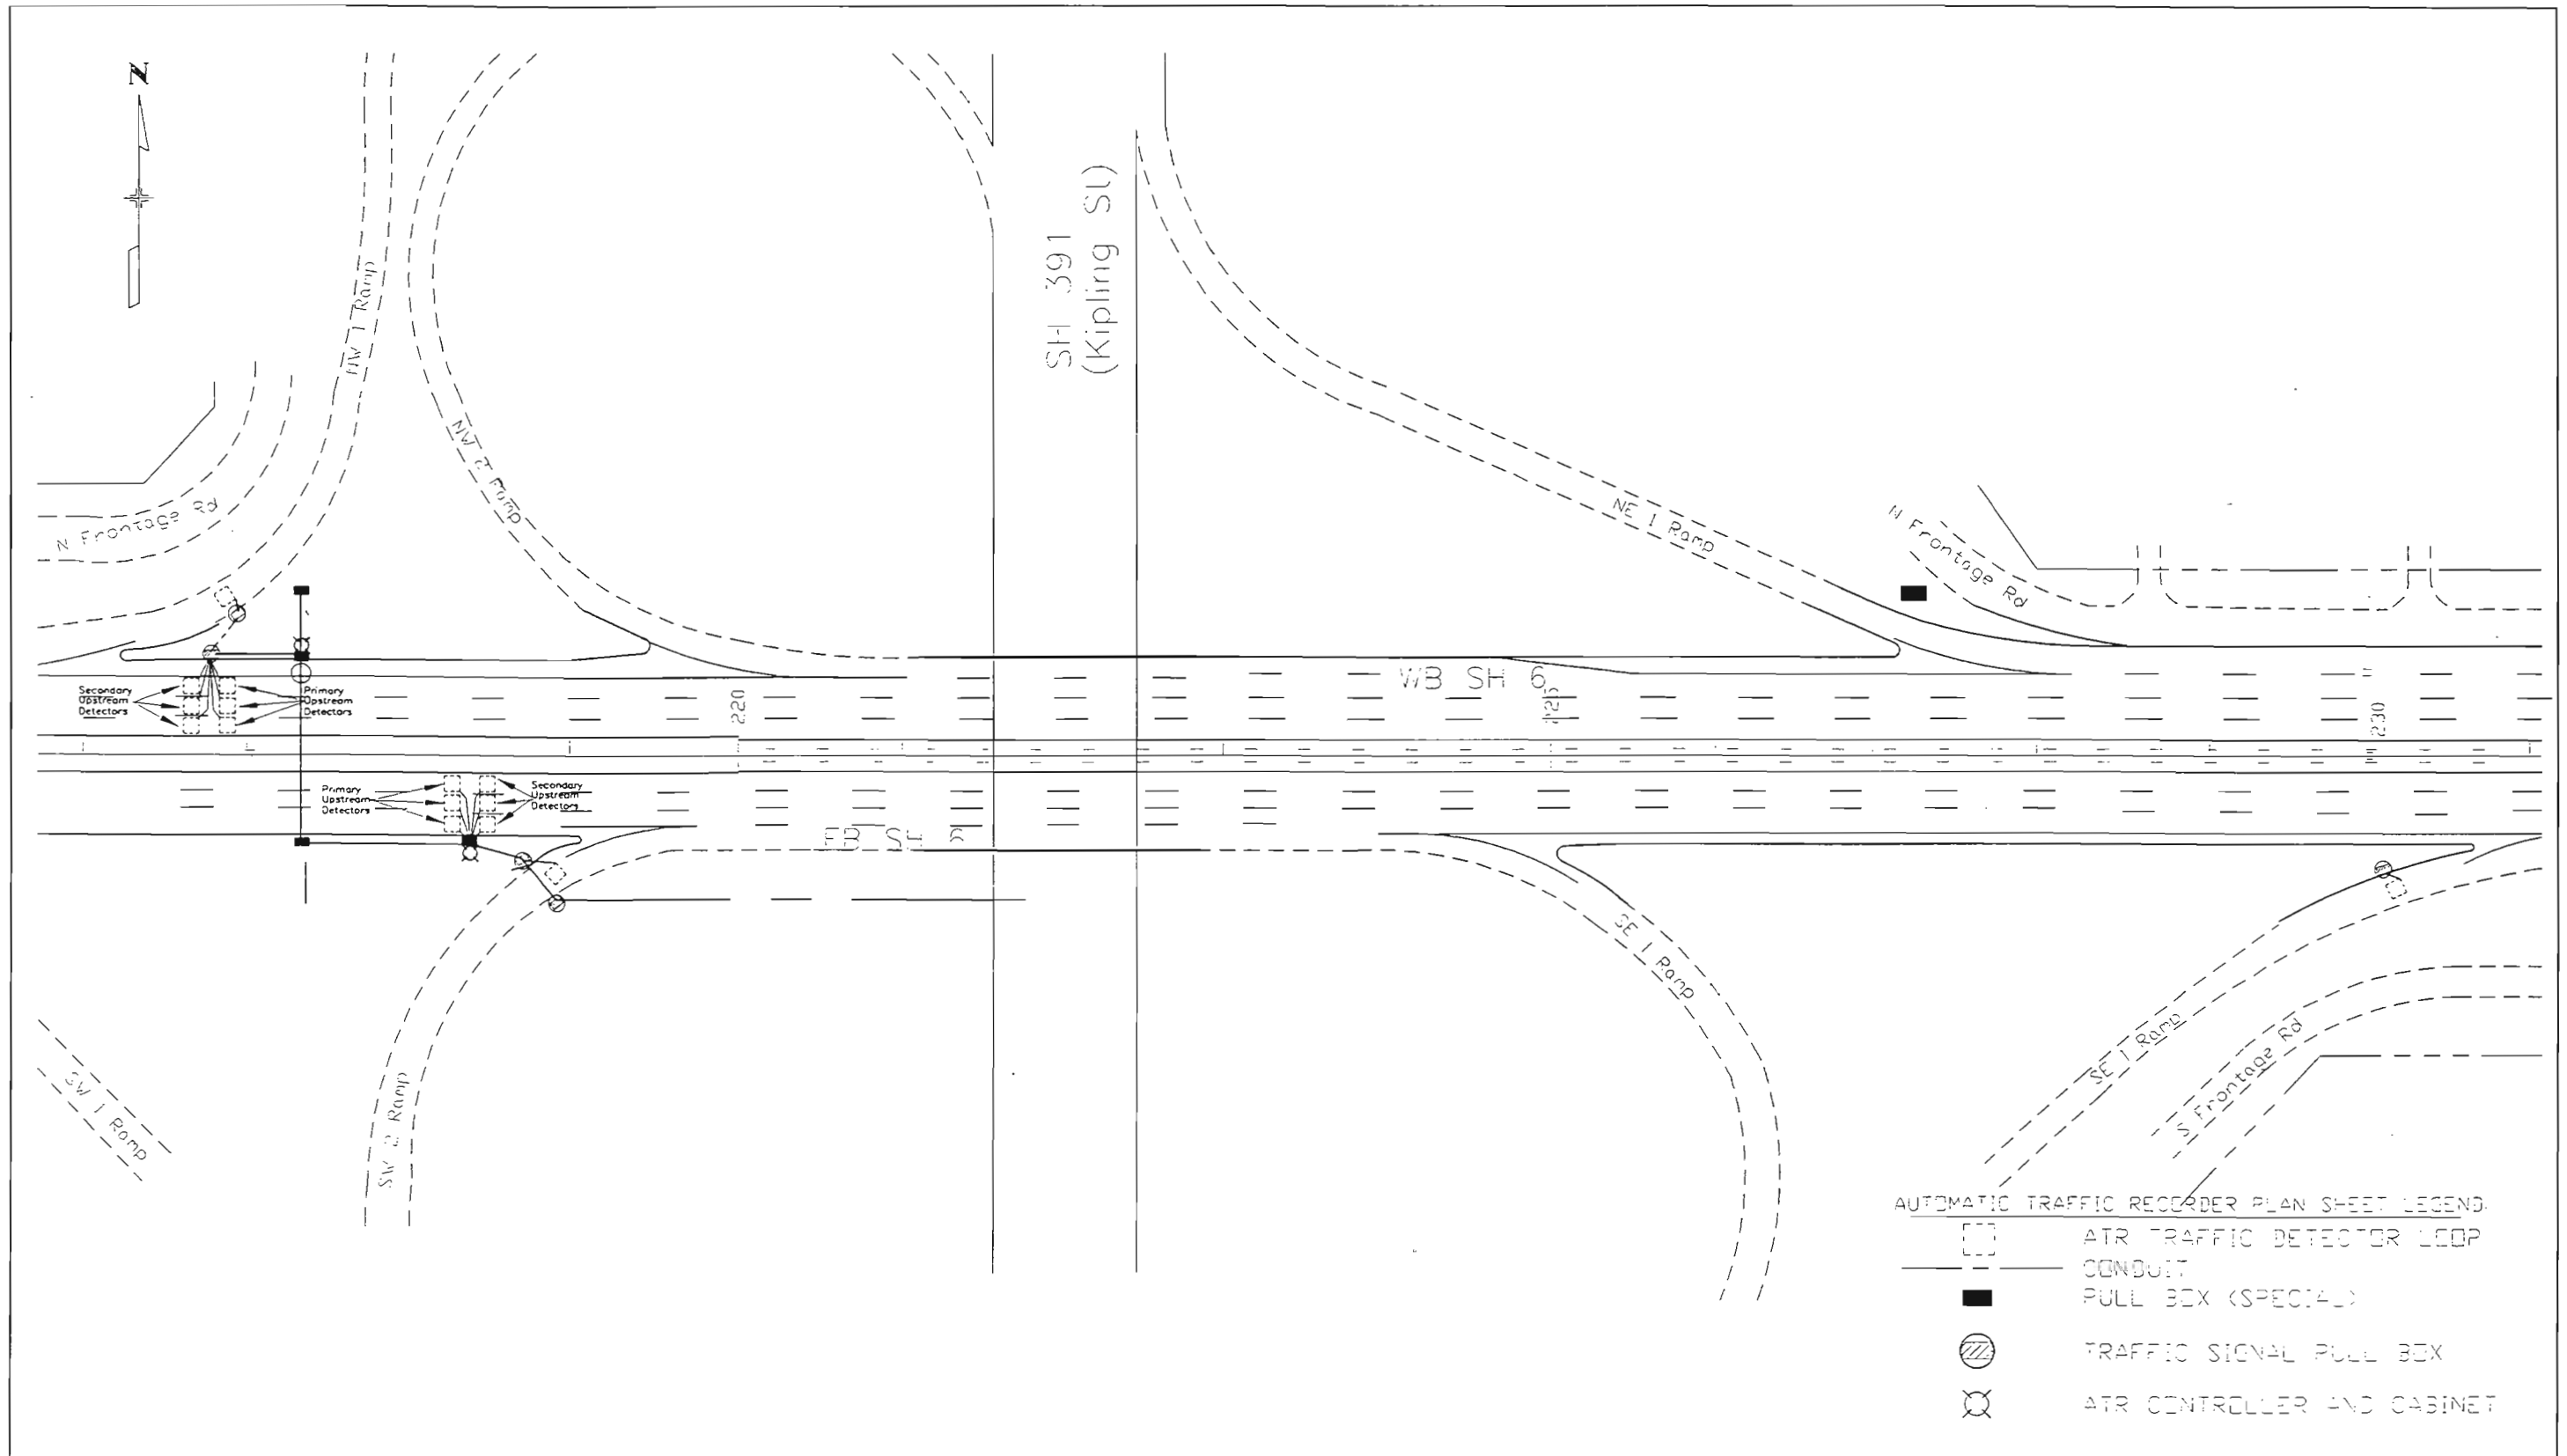 N
SH 391
(Kipling St)
NW 1 Ramp
NW 2 Ramp
N Frontage Rd
NE 1 Ramp
N Frontage Rd
WB SH 6
Secondary
Upstream
Detectors
Primary
Upstream
Detectors
220
225
230
Primary
Upstream
Detectors
Secondary
Upstream
Detectors
EB SH 6
SE 1 Ramp
SW 1 Ramp
SW 2 Ramp
SE 1 Ramp
S Frontage Rd
AUTOMATIC TRAFFIC RECORDER PLAN SHEET LEGEND
ATR TRAFFIC DETECTOR LOOP
CONDUIT
PULL BOX (SPECIAL)
TRAFFIC SIGNAL PULL BOX
ATR CONTROLLER AND CABINET